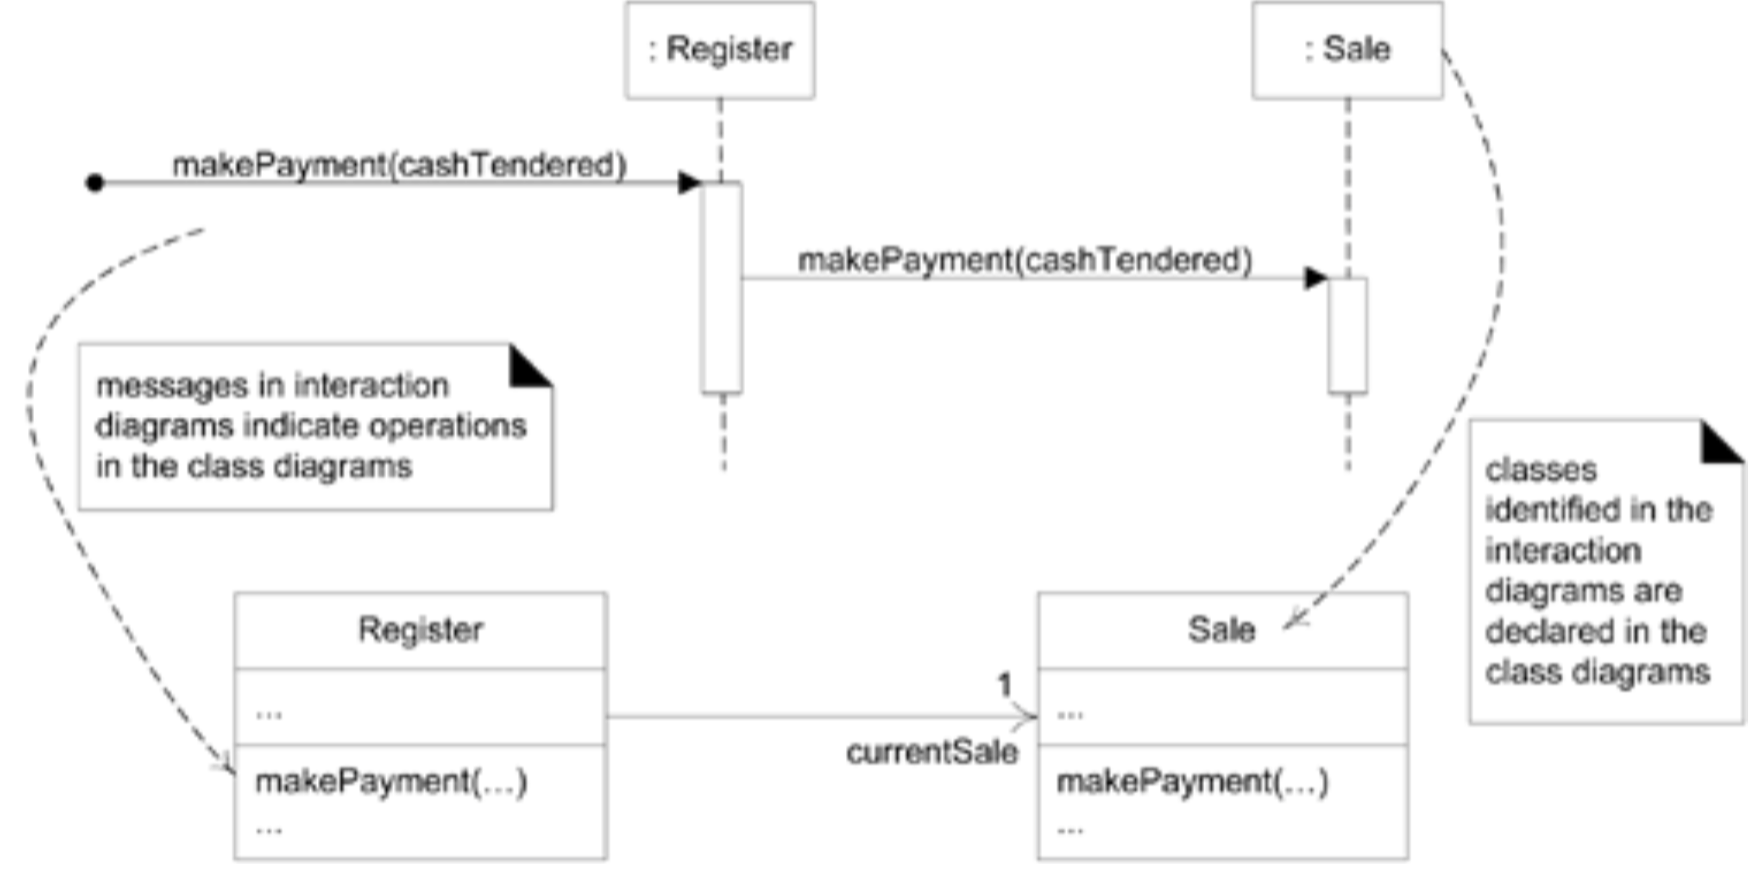 : Register
: Sale
makePayment(cashTendered)
makePayment(cashTendered)
messages in interaction
diagrams indicate operations
in the class diagrams
classes
identified in the
interaction
diagrams are
declared in the
class diagrams
Register
...
makePayment(...)
...
1
currentSale
Sale
...
makePayment(...)
...